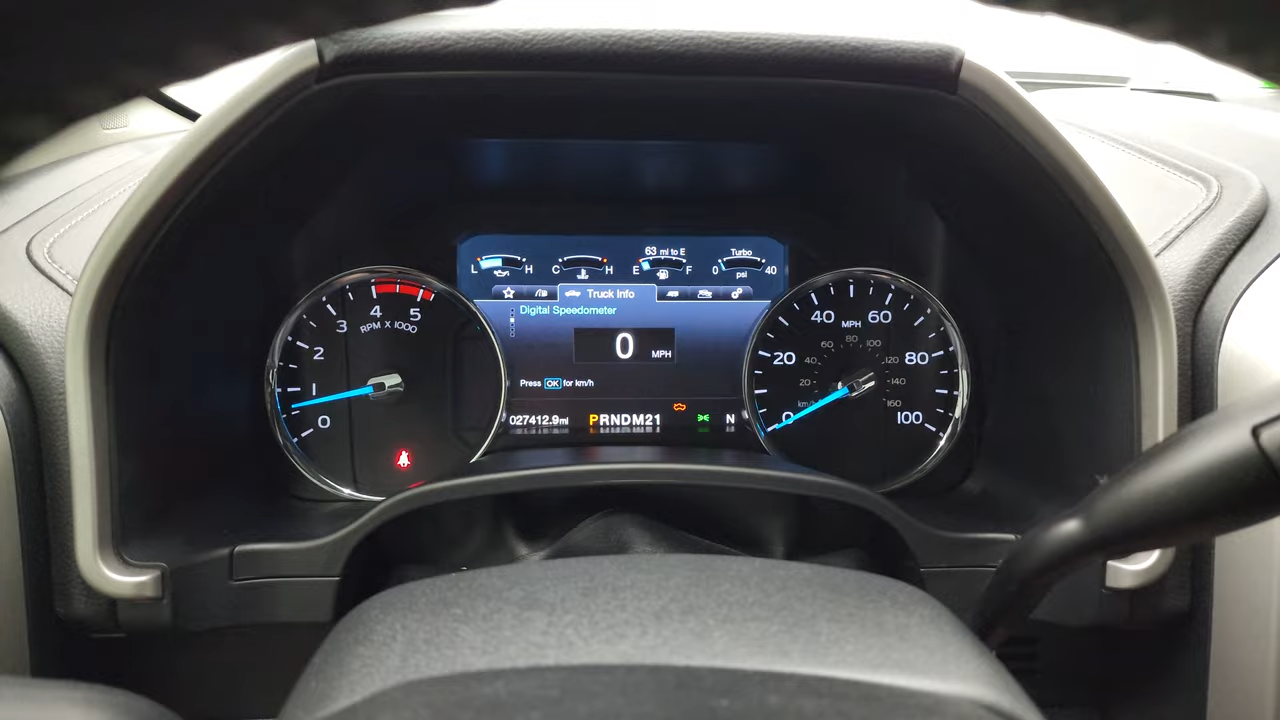 63 mi to E
Turbo
L H
C H
E F
0 psi 40
Truck Info
Digital Speedometer
0 MPH
Press OK for km/h
027412.9mi
PRNDM21
N
0
1
2
3
4
5
RPM X 1000
0
20
40
60
80
100
MPH
km/h
20
40
60
80
100
120
140
160